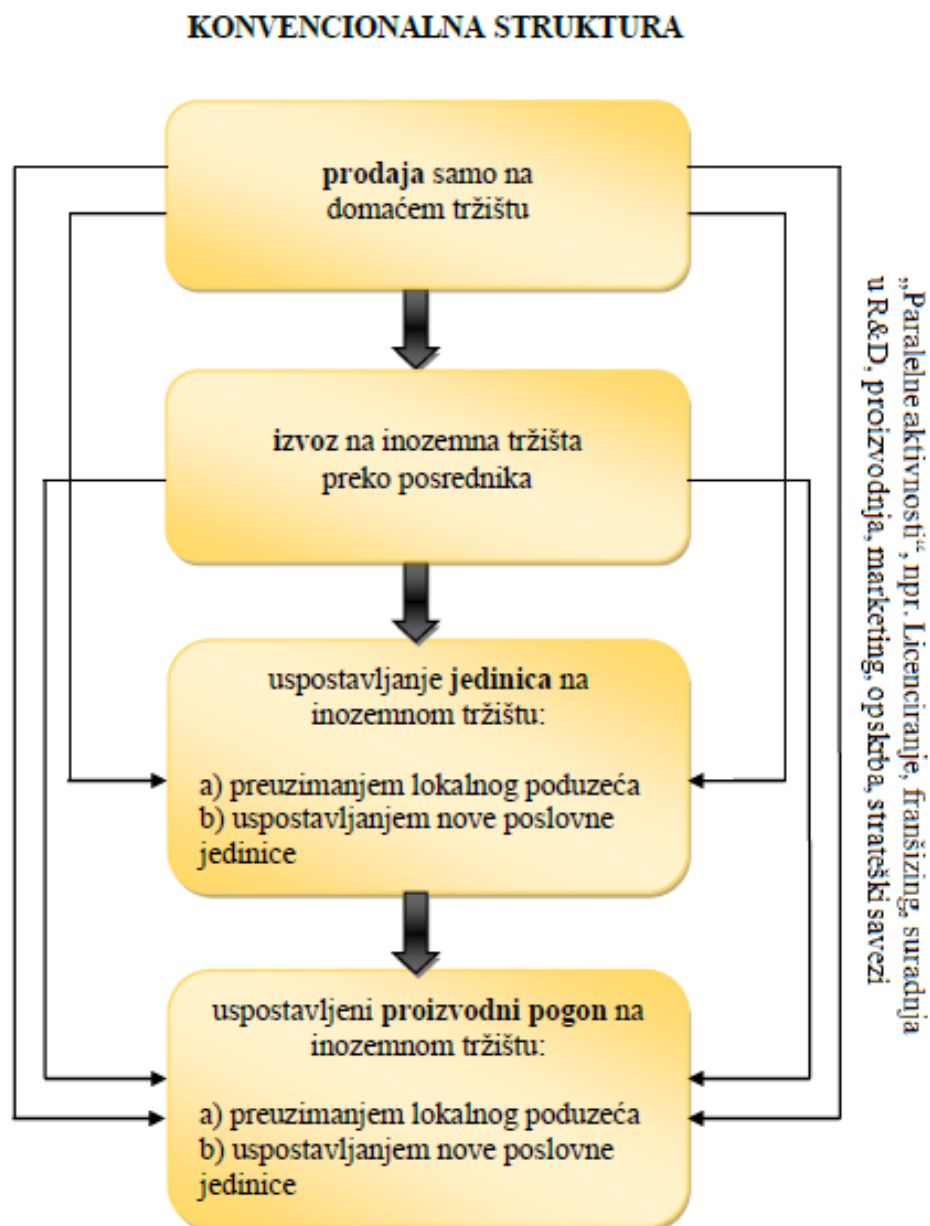 KONVENCIONALNA STRUKTURA
prodaja samo na
domaćem tržištu
izvoz na inozemna tržišta
preko posrednika
uspostavljanje jedinica na
inozemnom tržištu:
a) preuzimanjem lokalnog poduzeća
b) uspostavljanjem nove poslovne
jedinice
uspostavljeni proizvodni pogon na
inozemnom tržištu:
a) preuzimanjem lokalnog poduzeća
b) uspostavljanjem nove poslovne
jedinice
„Paralelne aktivnosti“, npr. Licenciranje, franšizing, suradnja
u R&D, proizvodnja, marketing, opskrba, strateški savezi